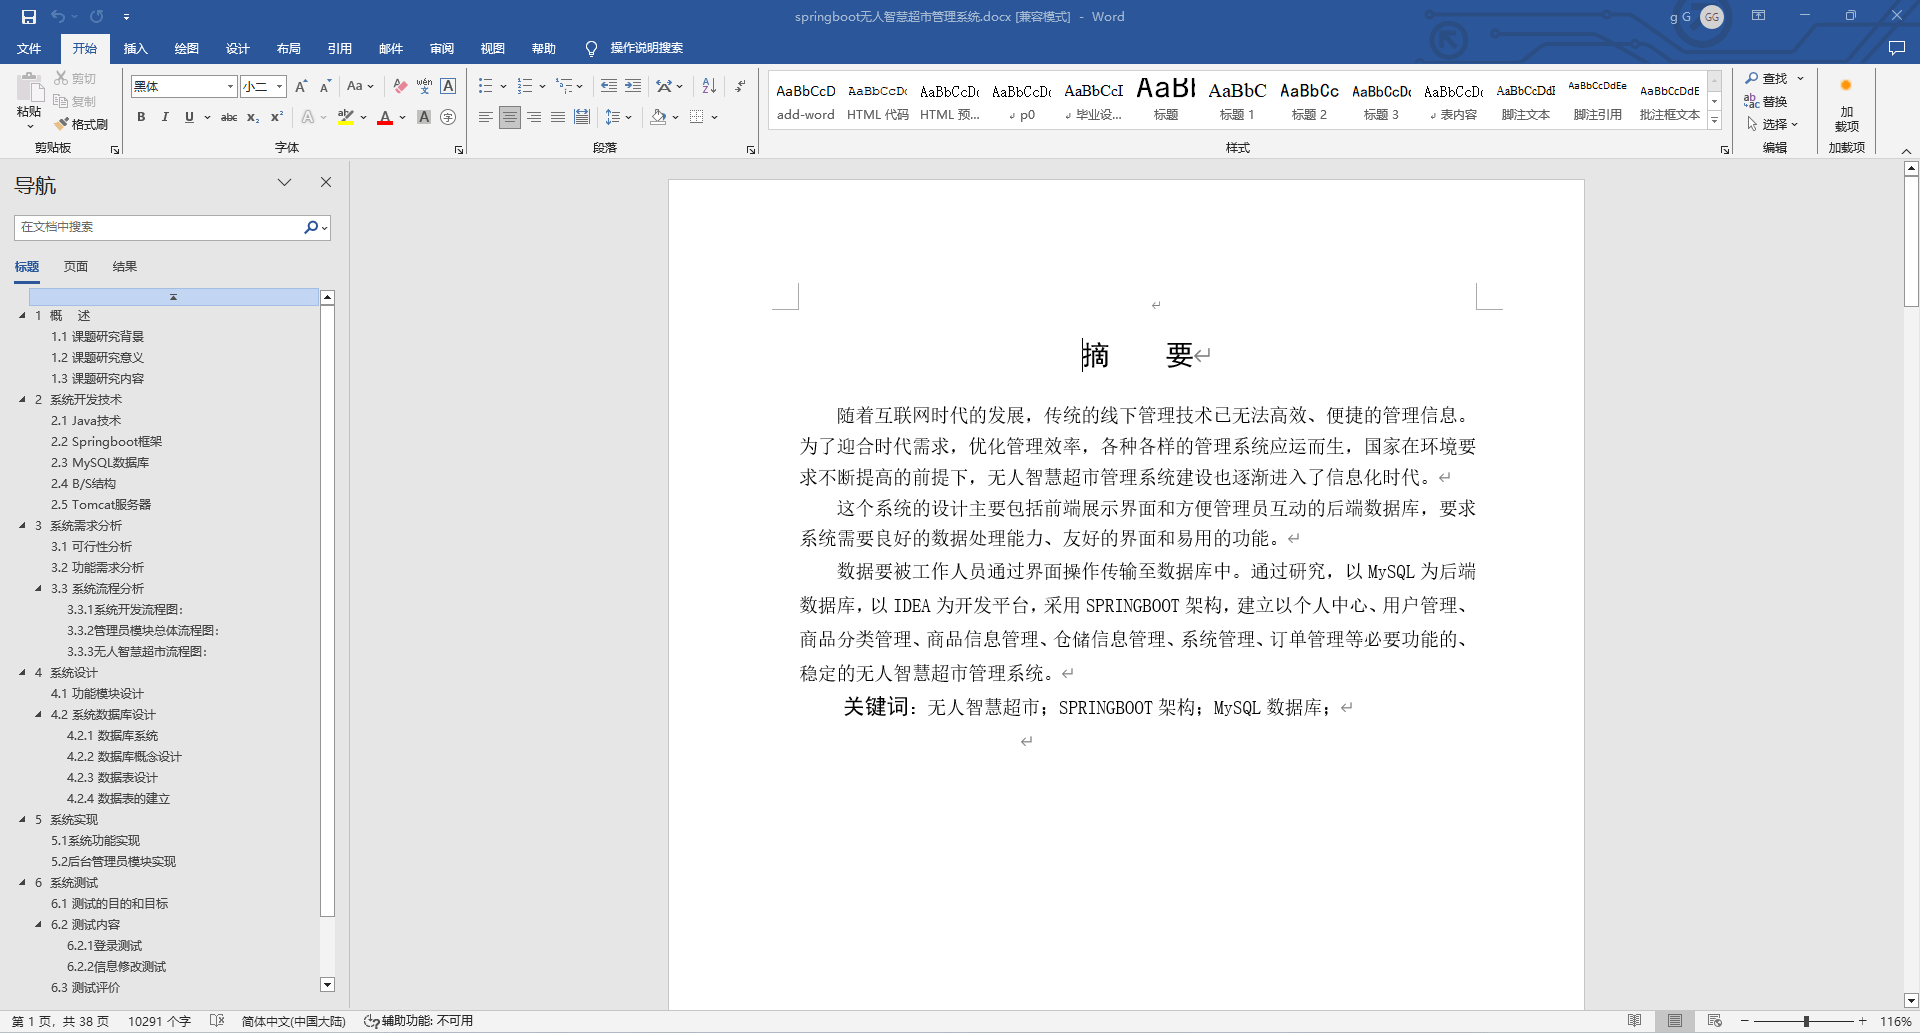 springboot无人智慧超市管理系统.docx [兼容模式] - Word
g G
GG
文件 开始 插入 绘图 设计 布局 引用 邮件 审阅 视图 帮助 操作说明搜索
粘贴
剪切
复制
格式刷
剪贴板
黑体 小二
字体
段落
AaBbCcD add-word
AaBbCcDc HTML 代码
AaBbCcDc HTML 预...
AaBbCcDc p0
AaBbCcI 毕业设...
AaBl 标题
AaBbC 标题 1
AaBbCc 标题 2
AaBbCcDc 标题 3
AaBbCcDc 表内容
AaBbCcDdI 脚注文本
AaBbCcDdEe 脚注引用
AaBbCcDdE 批注框文本
样式
查找
替换
选择
编辑
加载项
加载项
导航
在文档中搜索
标题 页面 结果
1 概 述
1.1 课题研究背景
1.2 课题研究意义
1.3 课题研究内容
2 系统开发技术
2.1 Java技术
2.2 Springboot框架
2.3 MySQL数据库
2.4 B/S结构
2.5 Tomcat服务器
3 系统需求分析
3.1 可行性分析
3.2 功能需求分析
3.3 系统流程分析
3.3.1系统开发流程图：
3.3.2管理员模块总体流程图：
3.3.3无人智慧超市流程图：
4 系统设计
4.1 功能模块设计
4.2 系统数据库设计
4.2.1 数据库系统
4.2.2 数据库概念设计
4.2.3 数据表设计
4.2.4 数据表的建立
5 系统实现
5.1系统功能实现
5.2后台管理员模块实现
6 系统测试
6.1 测试的目的和目标
6.2 测试内容
6.2.1登录测试
6.2.2信息修改测试
6.3 测试评价
摘 要
随着互联网时代的发展，传统的线下管理技术已无法高效、便捷的管理信息。
为了迎合时代需求，优化管理效率，各种各样的管理系统应运而生，国家在环境要
求不断提高的前提下，无人智慧超市管理系统建设也逐渐进入了信息化时代。
这个系统的设计主要包括前端展示界面和方便管理员互动的后端数据库，要求
系统需要良好的数据处理能力、友好的界面和易用的功能。
数据要被工作人员通过界面操作传输至数据库中。通过研究，以 MySQL 为后端
数据库，以 IDEA 为开发平台，采用 SPRINGBOOT 架构，建立以个人中心、用户管理、
商品分类管理、商品信息管理、仓储信息管理、系统管理、订单管理等必要功能的、
稳定的无人智慧超市管理系统。
关键词：无人智慧超市；SPRINGBOOT 架构；MySQL 数据库；
第 1 页，共 38 页 10291 个字 简体中文(中国大陆) 辅助功能: 不可用
116%